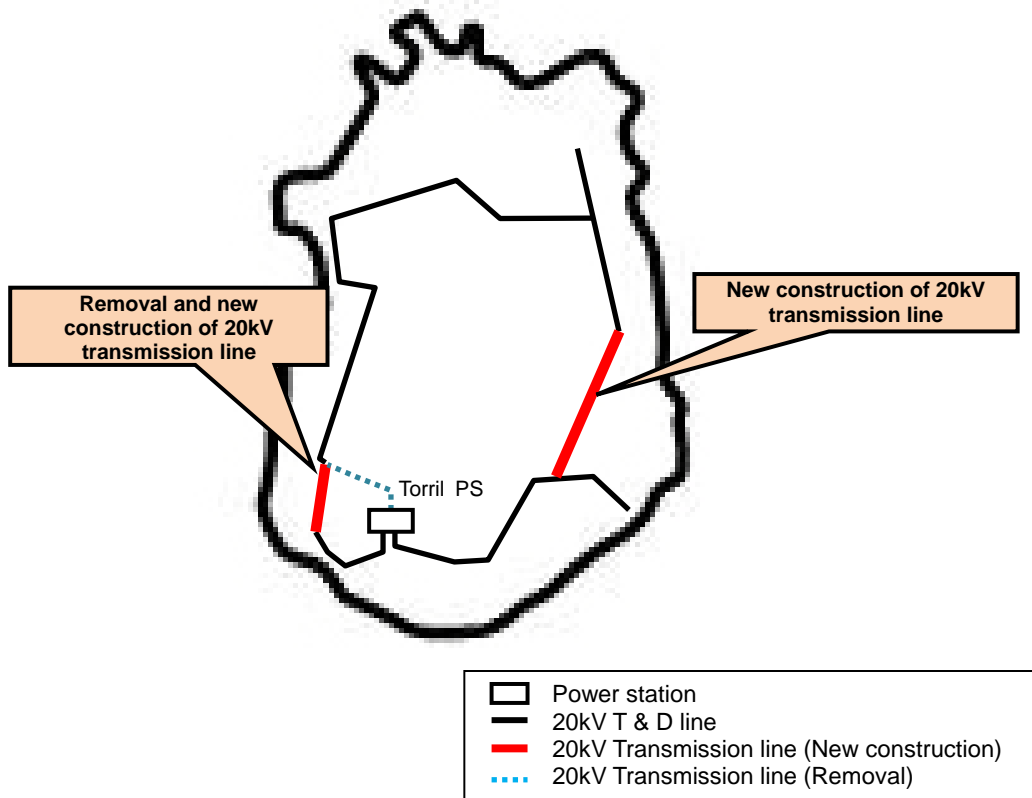 Removal and new
construction of 20kV
transmission line
New construction of 20kV
transmission line
Torril PS
Power station
20kV T & D line
20kV Transmission line (New construction)
20kV Transmission line (Removal)